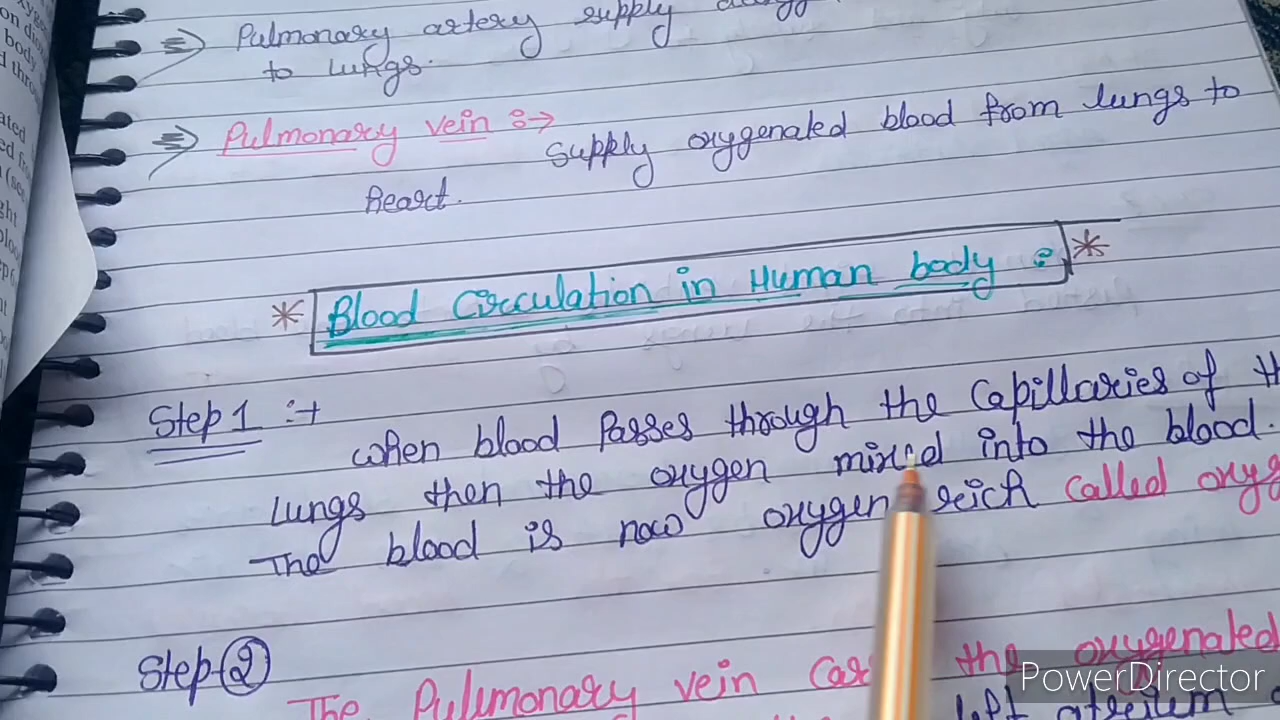 Pulmonary artery supply
to lungs.
Pulmonary vein :→
supply oxygenated blood from lungs to
Heart.
* Blood Circulation in Human body : *
Step 1 :→
when blood Passes through the Capillaries of
lungs then the oxygen mixed into the blood.
The blood is now oxygen rich called
Step-②
The Pulmonary vein the oxygenated
left atrium
PowerDirector